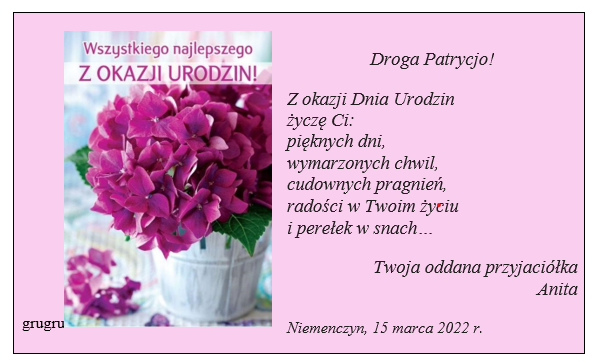 Wszystkiego najlepszego
Z OKAZJI URODZIN!
Droga Patrycjo!
Z okazji Dnia Urodzin
życzę Ci:
pięknych dni,
wymarzonych chwil,
cudownych pragnień,
radości w Twoim życiu
i perełek w snach…
Twoja oddana przyjaciółka
Anita
grugru
Niemenczyn, 15 marca 2022 r.